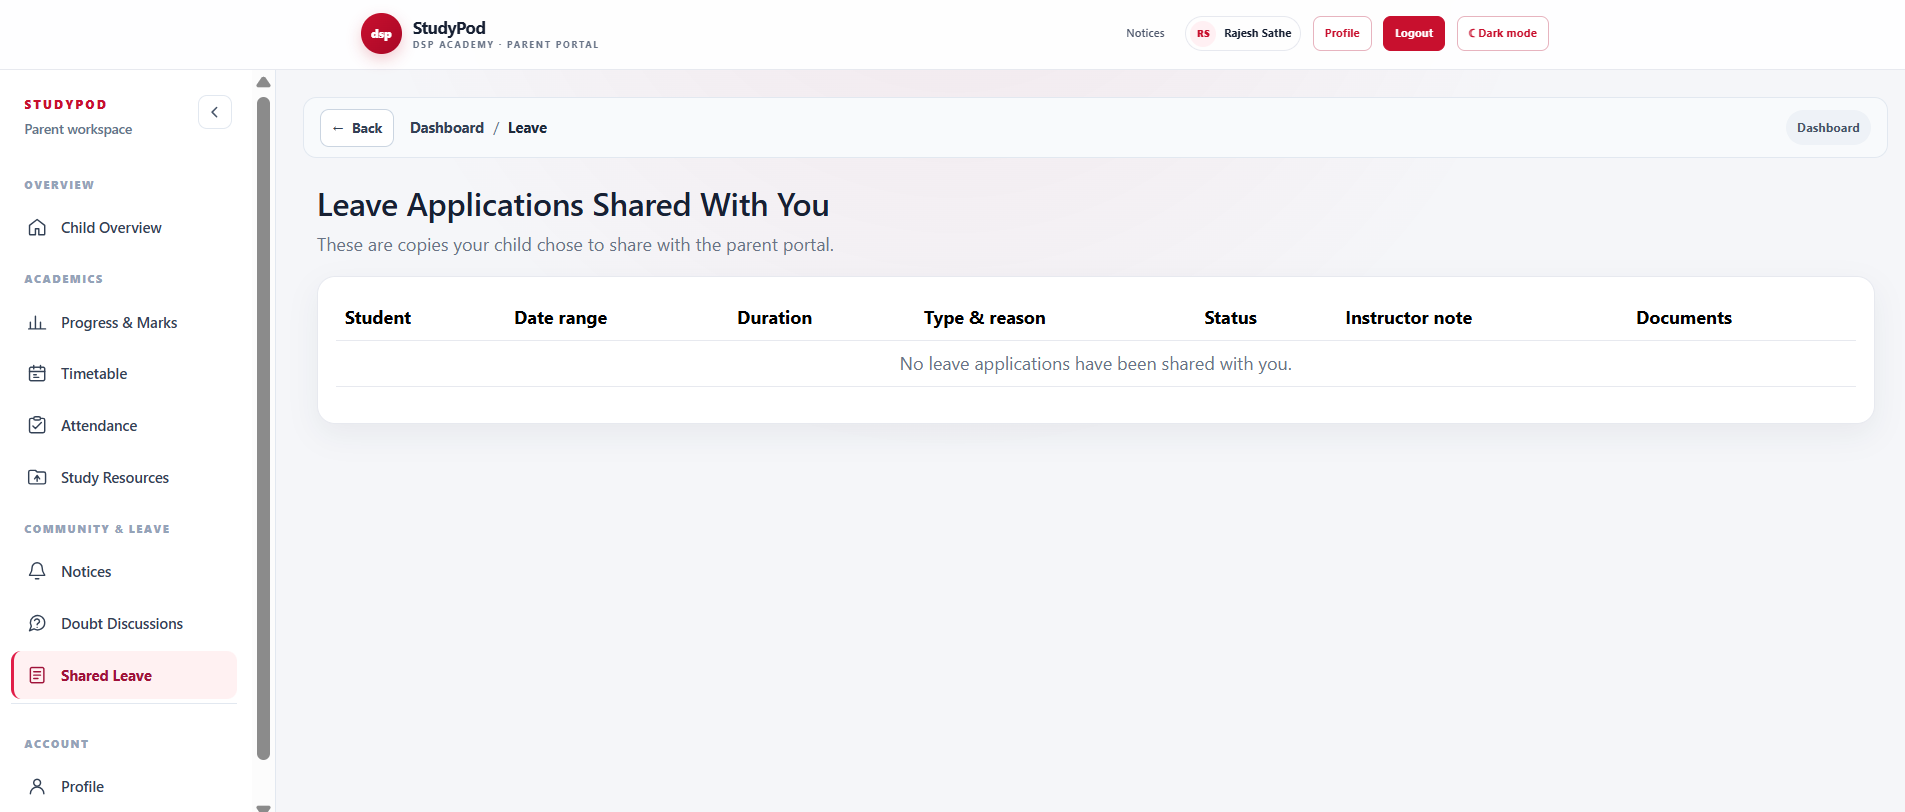 dsp
StudyPod
DSP ACADEMY · PARENT PORTAL
Notices
RS Rajesh Sathe
Profile
Logout
☾ Dark mode
STUDYPOD
Parent workspace
OVERVIEW
Child Overview
ACADEMICS
Progress & Marks
Timetable
Attendance
Study Resources
COMMUNITY & LEAVE
Notices
Doubt Discussions
Shared Leave
ACCOUNT
Profile
← Back
Dashboard / Leave
Dashboard
Leave Applications Shared With You
These are copies your child chose to share with the parent portal.
Student Date range Duration Type & reason Status Instructor note Documents
No leave applications have been shared with you.